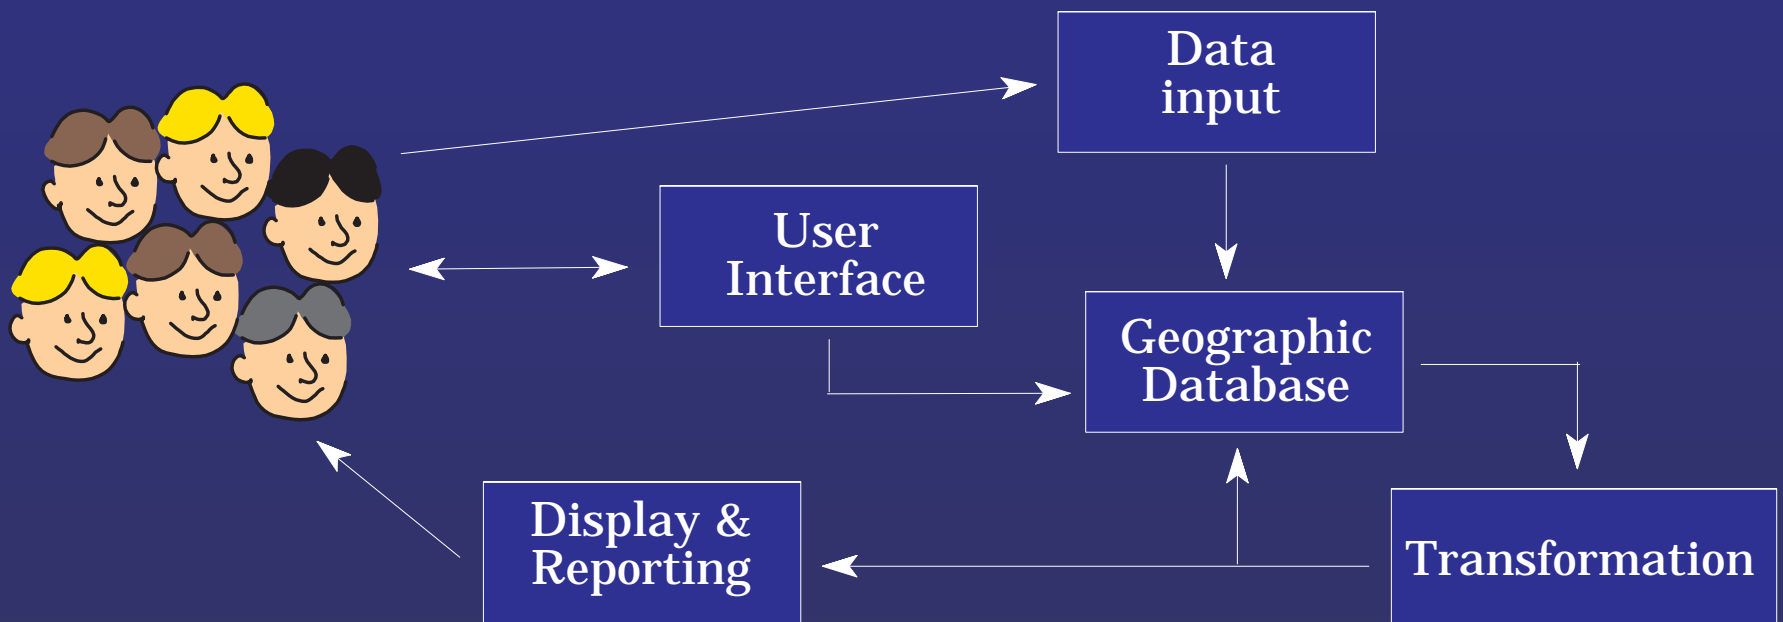 Data
input
User
Interface
Geographic
Database
Display &
Reporting
Transformation